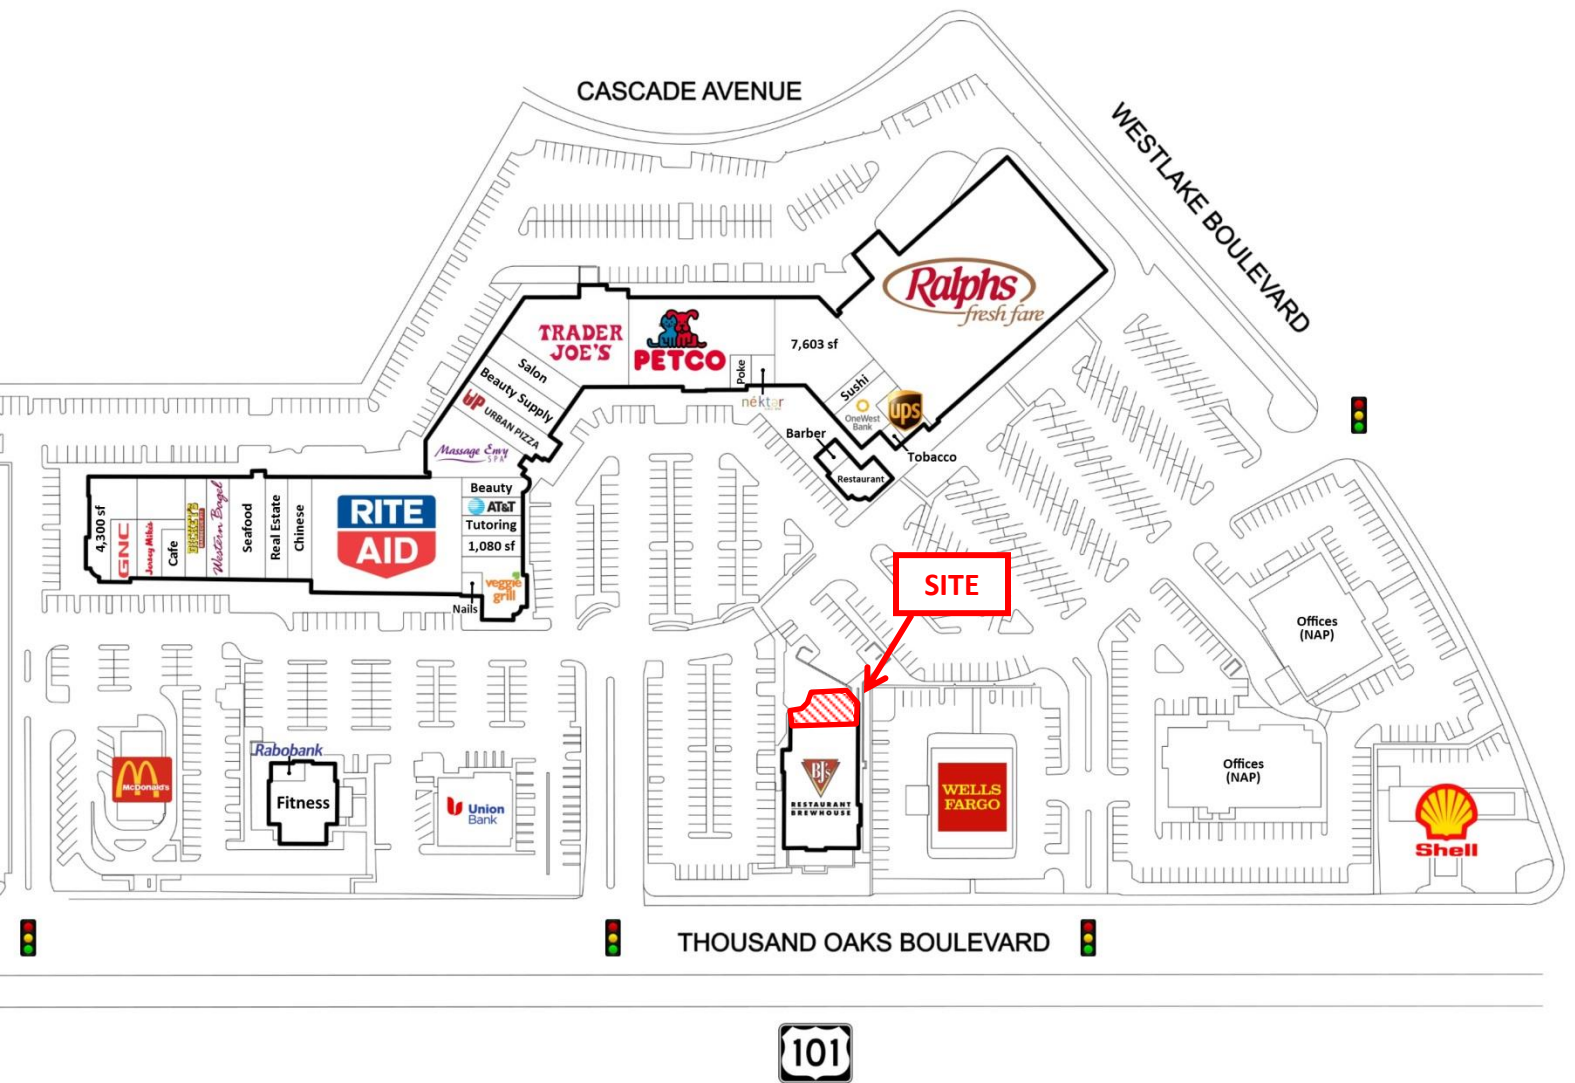 CASCADE AVENUE
WESTLAKE BOULEVARD
Ralphs
fresh fare
TRADER
JOE'S
PETCO
7,603 sf
Poke
néktar
Salon
Beauty Supply
UP URBAN PIZZA
Massage Envy
SPA
Sushi
OneWest
Bank
ups
Tobacco
Barber
Restaurant
4,300 sf
GNC
Jersey Mike's
Cafe
DICKEY'S
Western Bagel
Seafood
Real Estate
Chinese
RITE
AID
Beauty
AT&T
Tutoring
1,080 sf
veggie
grill
Nails
SITE
Offices
(NAP)
Offices
(NAP)
McDonald's
Rabobank
Fitness
Union
Bank
BJ's
RESTAURANT
BREWHOUSE
WELLS
FARGO
Shell
THOUSAND OAKS BOULEVARD
101